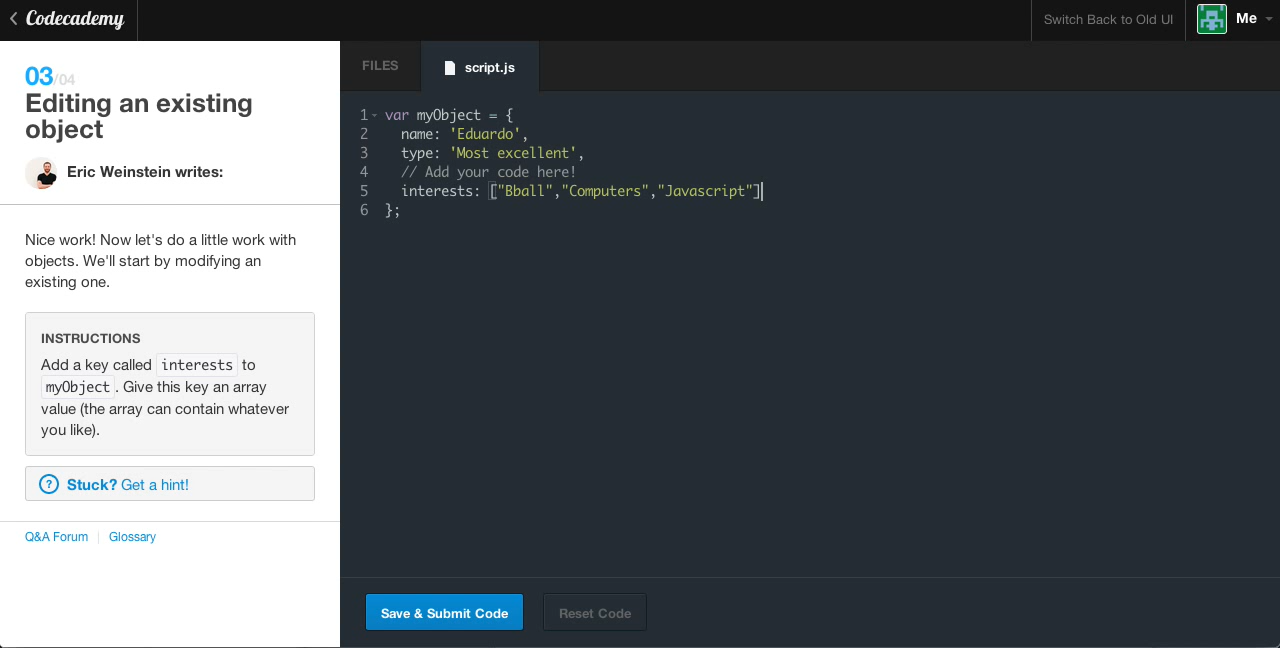 Codecademy
Switch Back to Old UI
Me
03/04
Editing an existing
object
Eric Weinstein writes:
Nice work! Now let's do a little work with
objects. We'll start by modifying an
existing one.
INSTRUCTIONS
Add a key called interests to
myObject. Give this key an array
value (the array can contain whatever
you like).
? Stuck? Get a hint!
Q&A Forum
Glossary
FILES
script.js
1 var myObject = {
2 name: 'Eduardo',
3 type: 'Most excellent',
4 // Add your code here!
5 interests: ["Bball","Computers","Javascript"]
6 };
Save & Submit Code
Reset Code